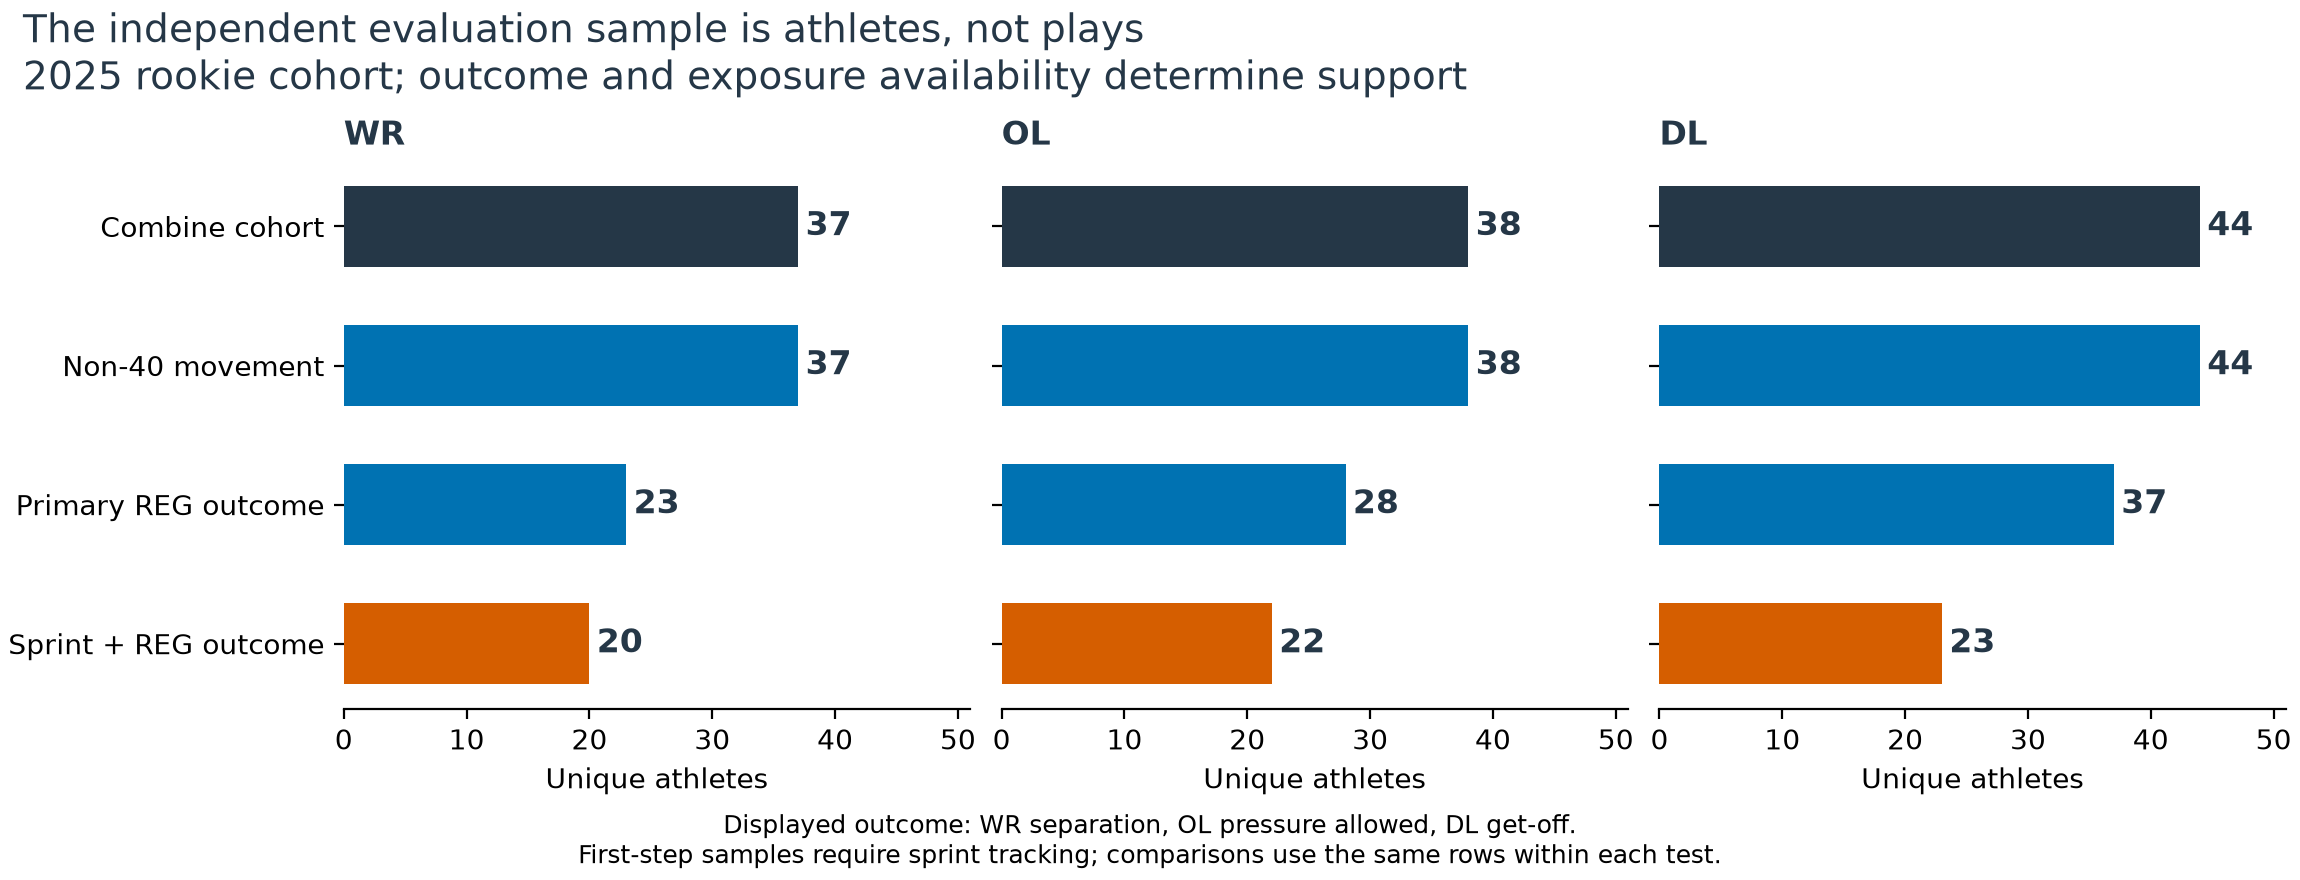 The independent evaluation sample is athletes, not plays
2025 rookie cohort; outcome and exposure availability determine support
WR
OL
DL
Combine cohort
37
38
44
Non-40 movement
37
38
44
Primary REG outcome
23
28
37
Sprint + REG outcome
20
22
23
0 10 20 30 40 50
0 10 20 30 40 50
0 10 20 30 40 50
Unique athletes
Unique athletes
Unique athletes
Displayed outcome: WR separation, OL pressure allowed, DL get-off.
First-step samples require sprint tracking; comparisons use the same rows within each test.